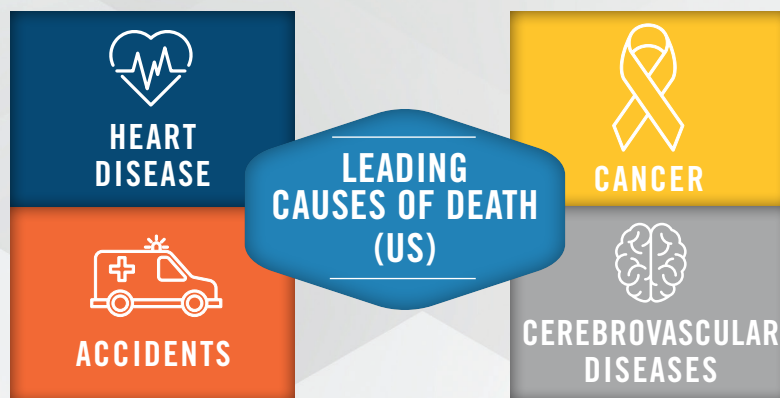 HEART
DISEASE
LEADING
CAUSES OF DEATH
(US)
CANCER
ACCIDENTS
CEREBROVASCULAR
DISEASES